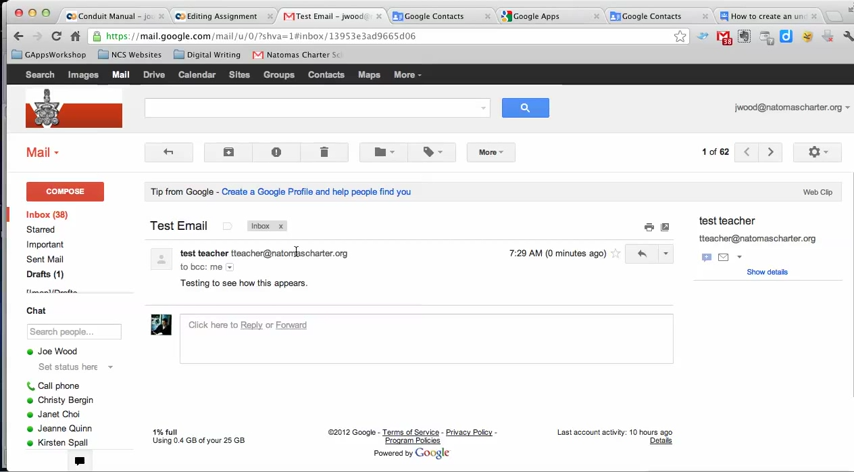 Conduit Manual - joe
Editing Assignment
Test Email - jwood@
Google Contacts
Google Apps
Google Contacts
How to create an und
https://mail.google.com/mail/u/0/?shva=1#inbox/13953e3ad9665d06
38
GAppsWorkshop NCS Websites Digital Writing Natomas Charter Sc
Search Images Mail Drive Calendar Sites Groups Contacts Maps More
jwood@natomascharter.org
Mail
More
1 of 62
COMPOSE
Tip from Google - Create a Google Profile and help people find you
Web Clip
Inbox (38)
Starred
Important
Sent Mail
Drafts (1)
[Imap]/Drafts
Test Email
Inbox x
test teacher tteacher@natomascharter.org
7:29 AM (0 minutes ago)
to bcc: me
Testing to see how this appears.
Click here to Reply or Forward
test teacher
tteacher@natomascharter.org
Show details
Chat
Search people...
Joe Wood
Set status here
Call phone
Christy Bergin
Janet Choi
Jeanne Quinn
Kirsten Spall
1% full
Using 0.4 GB of your 25 GB
©2012 Google - Terms of Service - Privacy Policy -
Program Policies
Powered by Google
Last account activity: 10 hours ago
Details